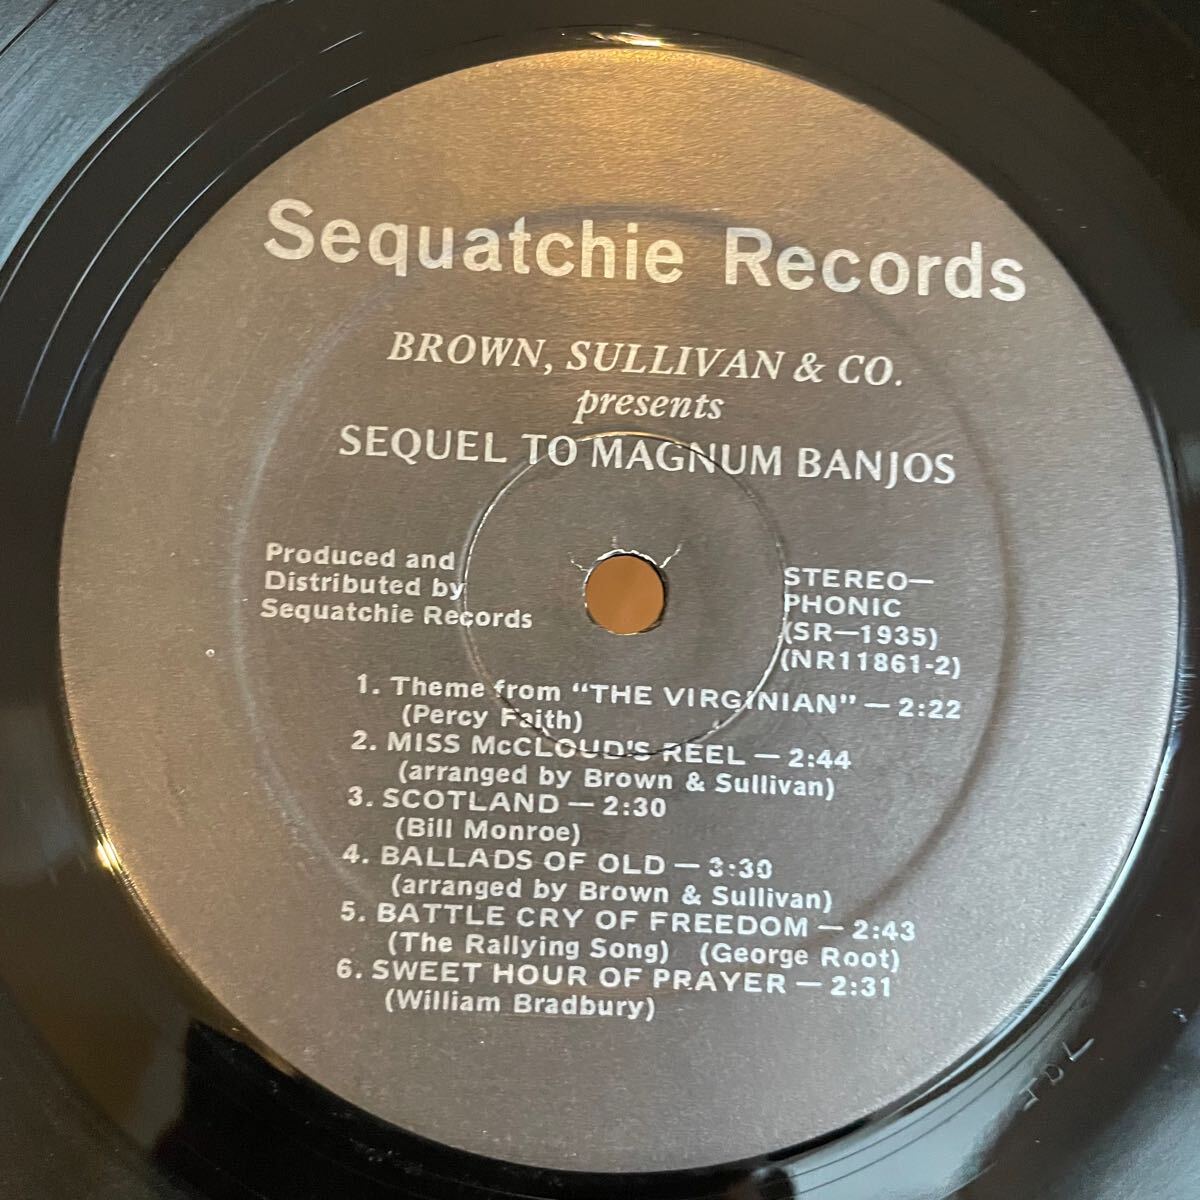 Sequatchie Records
BROWN, SULLIVAN & CO.
presents
SEQUEL TO MAGNUM BANJOS
Produced and
Distributed by
Sequatchie Records
STEREO—
PHONIC
(SR—1935)
(NR11861-2)
1. Theme from “THE VIRGINIAN” — 2:22
(Percy Faith)
2. MISS McCLOUD'S REEL — 2:44
(arranged by Brown & Sullivan)
3. SCOTLAND — 2:30
(Bill Monroe)
4. BALLADS OF OLD — 3:30
(arranged by Brown & Sullivan)
5. BATTLE CRY OF FREEDOM — 2:43
(The Rallying Song) (George Root)
6. SWEET HOUR OF PRAYER — 2:31
(William Bradbury)